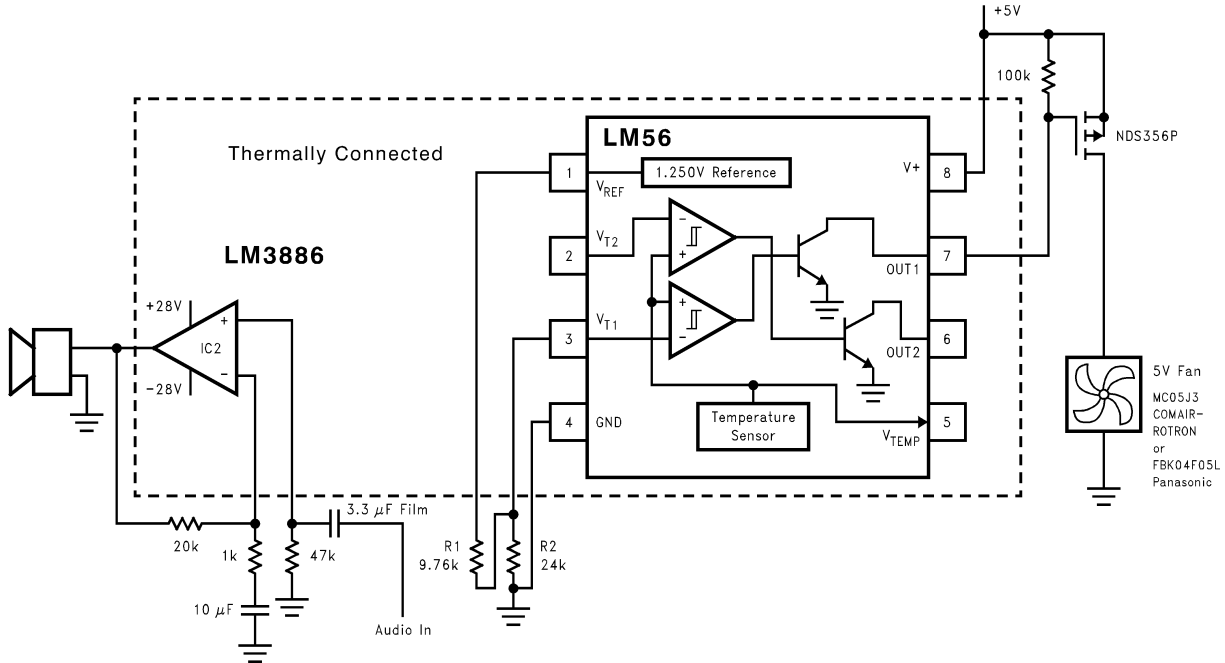 +5V
100k
NDS356P
Thermally Connected
LM56
1
V_REF
1.250V Reference
V+
8
2
V_T2
−
+
OUT1
7
LM3886
+28V
+
IC2
−
−28V
3
V_T1
+
−
OUT2
6
4
GND
Temperature
Sensor
V_TEMP
5
5V Fan
MC05J3
COMAIR-
ROTRON
or
FBK04F05L
Panasonic
20k
1k
47k
3.3 μF Film
10 μF
Audio In
R1
9.76k
R2
24k